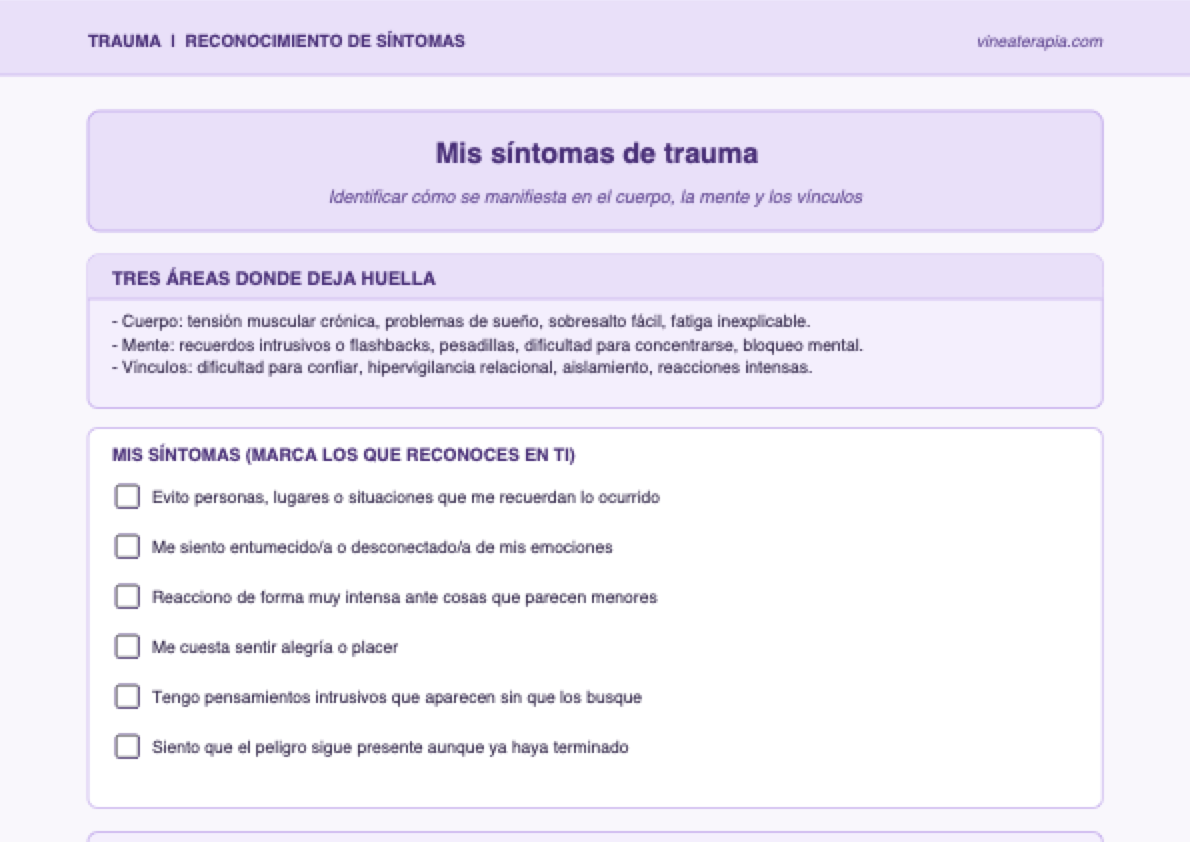 TRAUMA | RECONOCIMIENTO DE SÍNTOMAS
vineaterapia.com
Mis síntomas de trauma
Identificar cómo se manifiesta en el cuerpo, la mente y los vínculos
TRES ÁREAS DONDE DEJA HUELLA
- Cuerpo: tensión muscular crónica, problemas de sueño, sobresalto fácil, fatiga inexplicable.
- Mente: recuerdos intrusivos o flashbacks, pesadillas, dificultad para concentrarse, bloqueo mental.
- Vínculos: dificultad para confiar, hipervigilancia relacional, aislamiento, reacciones intensas.
MIS SÍNTOMAS (MARCA LOS QUE RECONOCES EN TI)
Evito personas, lugares o situaciones que me recuerdan lo ocurrido
Me siento entumecido/a o desconectado/a de mis emociones
Reacciono de forma muy intensa ante cosas que parecen menores
Me cuesta sentir alegría o placer
Tengo pensamientos intrusivos que aparecen sin que los busque
Siento que el peligro sigue presente aunque ya haya terminado